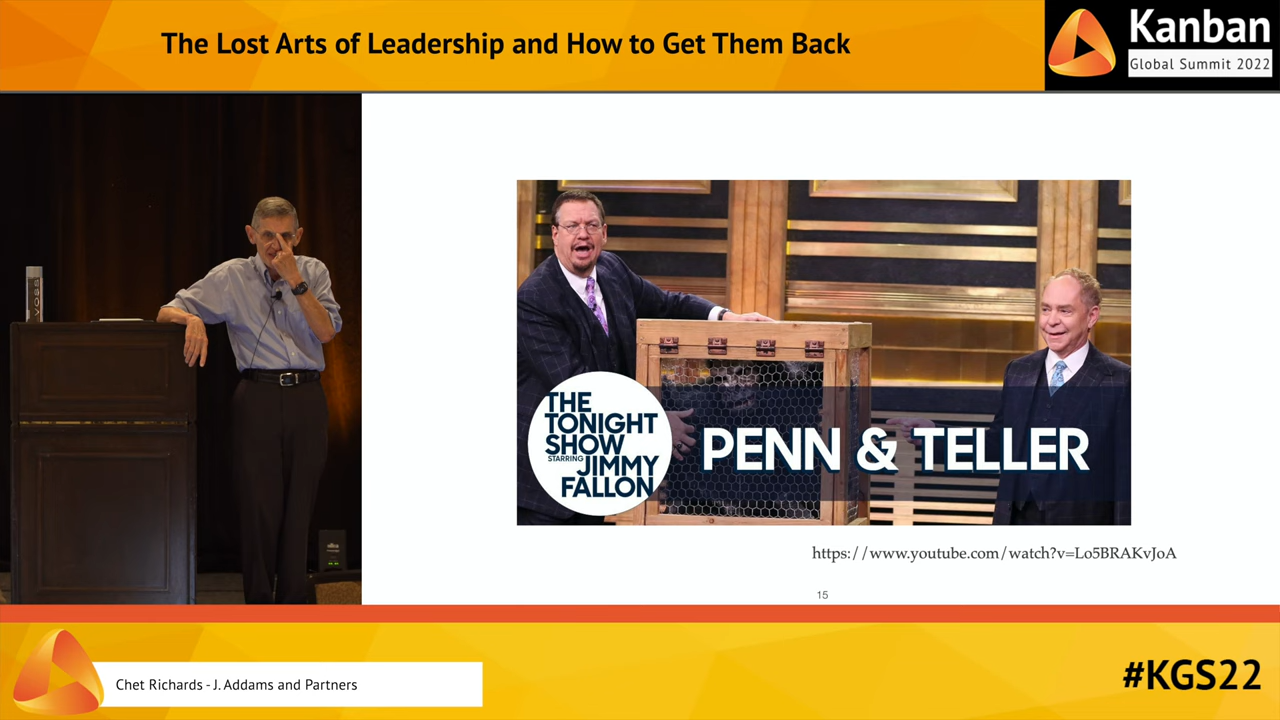 The Lost Arts of Leadership and How to Get Them Back
Kanban
Global Summit 2022
VOSS
THE
TONIGHT
SHOW
STARRING
JIMMY
FALLON
PENN & TELLER
https://www.youtube.com/watch?v=Lo5BRAKvJoA
15
Chet Richards - J. Addams and Partners
#KGS22